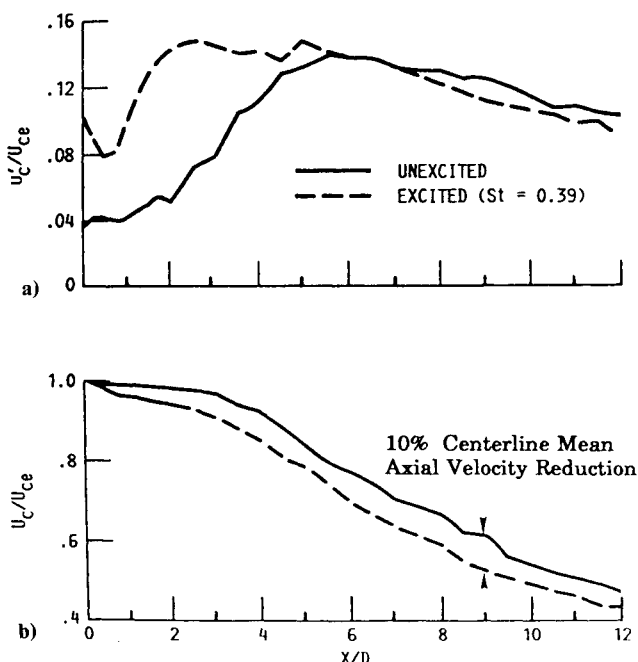 .16
.12
.08
.04
0
U'C/UCe
UNEXCITED
EXCITED (St = 0.39)
a)
1.0
.8
.6
.4
UC/UCe
10% Centerline Mean
Axial Velocity Reduction
b)
0 2 4 6 8 10 12
X/D